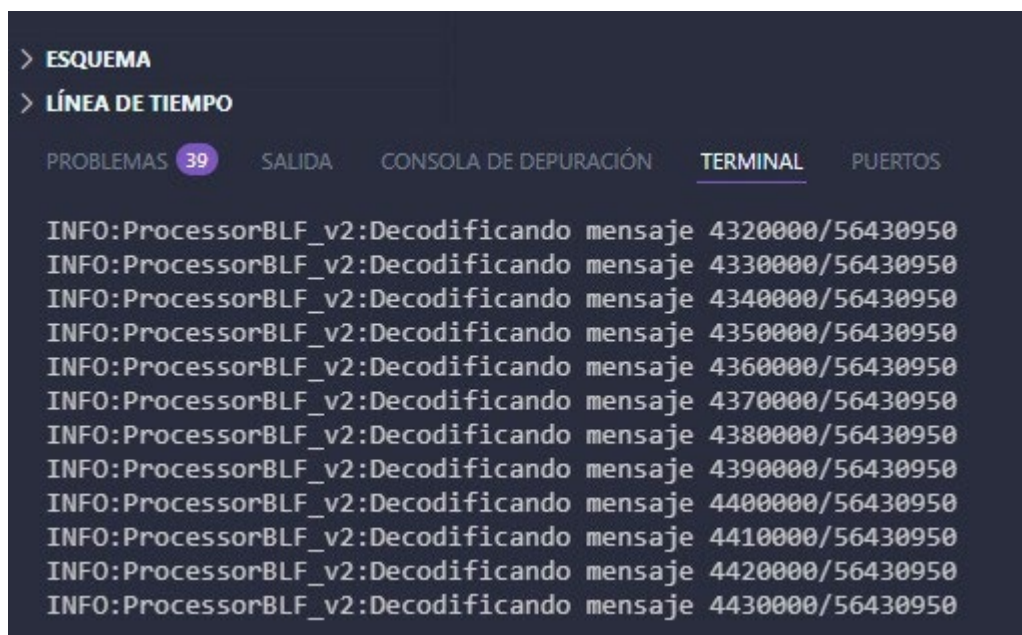 ESQUEMA
LÍNEA DE TIEMPO
PROBLEMAS 39 SALIDA CONSOLA DE DEPURACIÓN TERMINAL PUERTOS
INFO:ProcessorBLF_v2:Decodificando mensaje 4320000/56430950
INFO:ProcessorBLF_v2:Decodificando mensaje 4330000/56430950
INFO:ProcessorBLF_v2:Decodificando mensaje 4340000/56430950
INFO:ProcessorBLF_v2:Decodificando mensaje 4350000/56430950
INFO:ProcessorBLF_v2:Decodificando mensaje 4360000/56430950
INFO:ProcessorBLF_v2:Decodificando mensaje 4370000/56430950
INFO:ProcessorBLF_v2:Decodificando mensaje 4380000/56430950
INFO:ProcessorBLF_v2:Decodificando mensaje 4390000/56430950
INFO:ProcessorBLF_v2:Decodificando mensaje 4400000/56430950
INFO:ProcessorBLF_v2:Decodificando mensaje 4410000/56430950
INFO:ProcessorBLF_v2:Decodificando mensaje 4420000/56430950
INFO:ProcessorBLF_v2:Decodificando mensaje 4430000/56430950